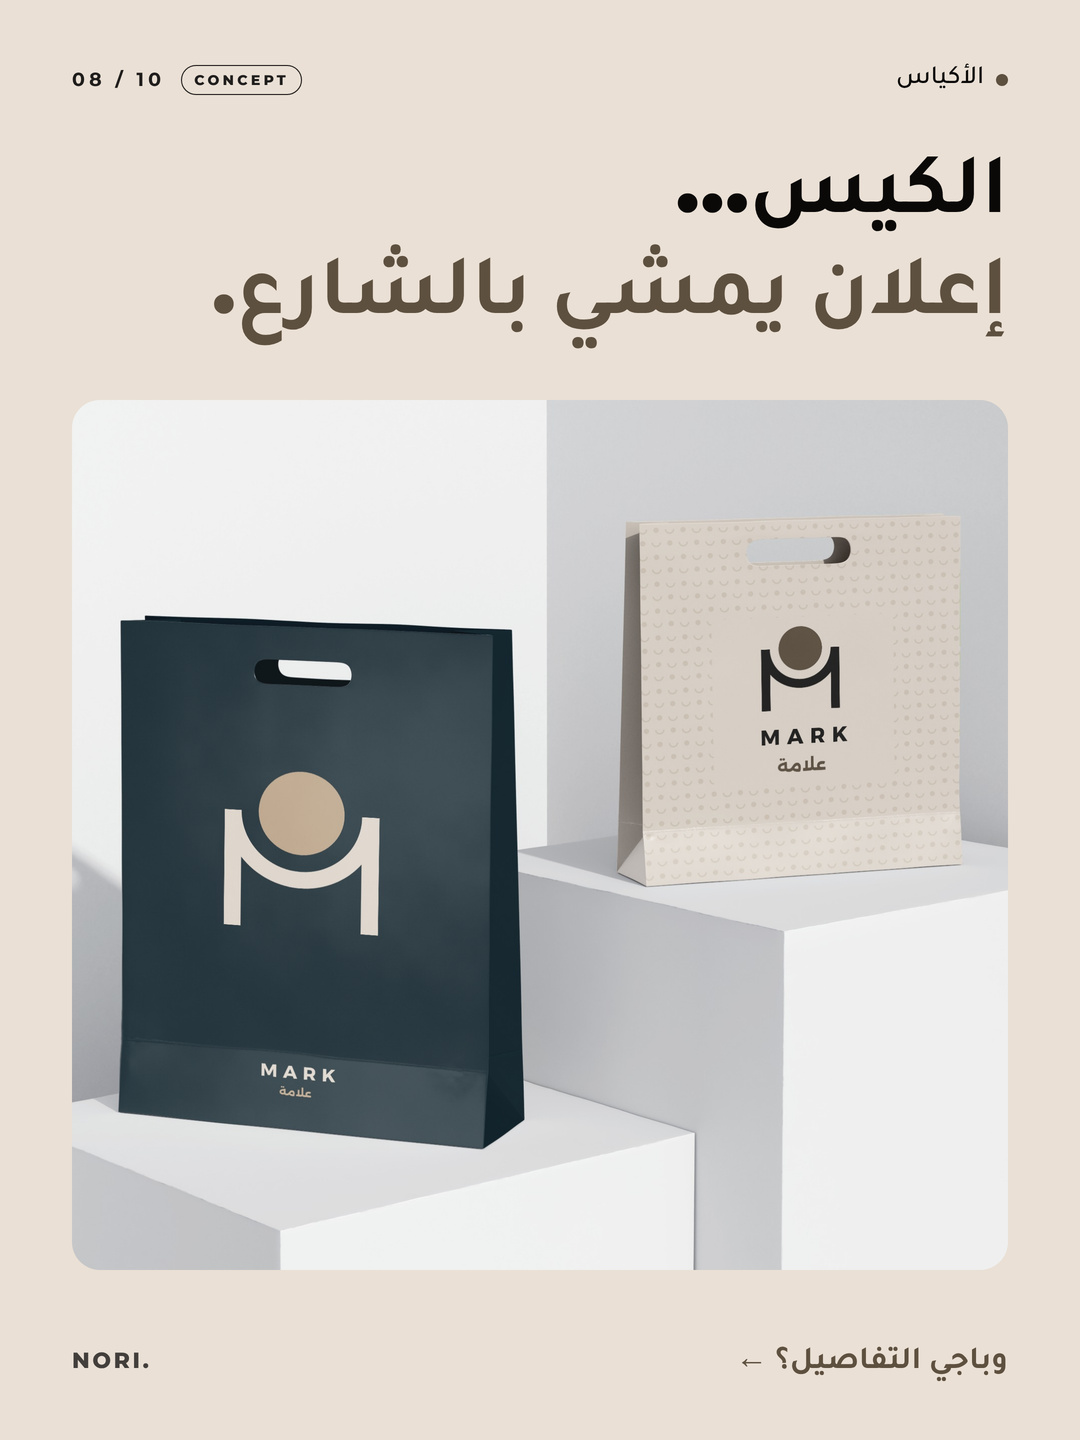 08 / 10
CONCEPT
الأكياس
الكيس...
إعلان يمشي بالشارع.
MARK
علامة
MARK
علامة
NORI.
وباجي التفاصيل؟ ←